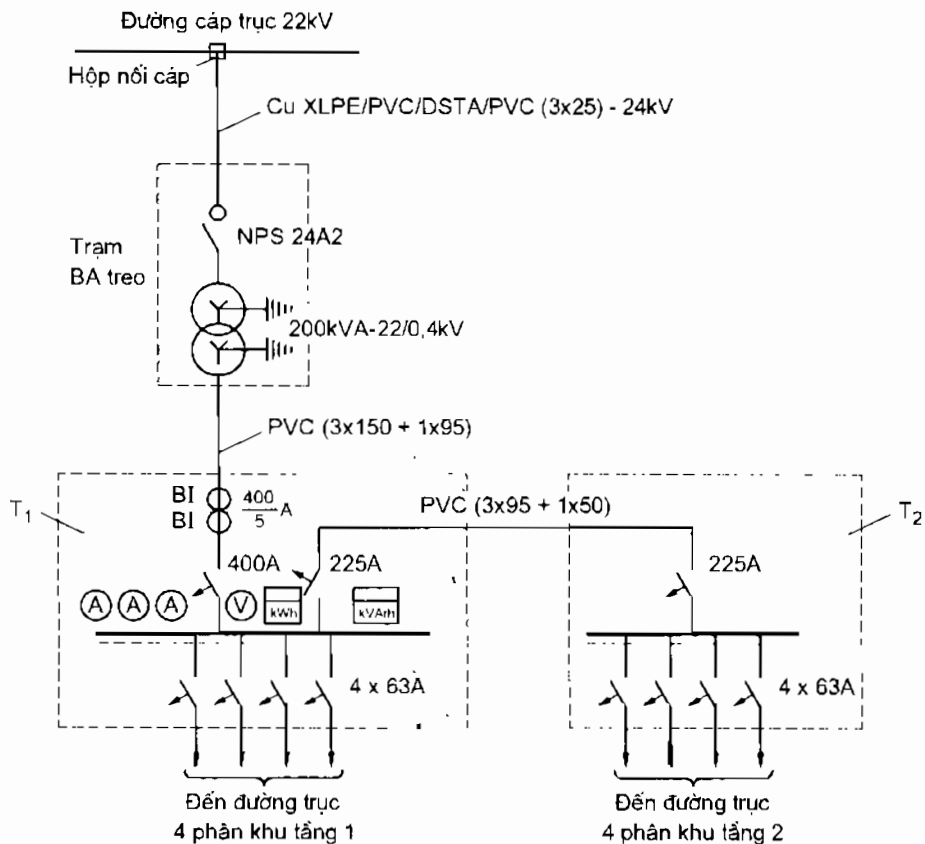 Đường cáp trục 22kV
Hộp nối cáp
Cu XLPE/PVC/DSTA/PVC (3x25) - 24kV
NPS 24A2
Trạm
BA treo
200kVA-22/0,4kV
PVC (3x150 + 1x95)
T1
BI
BI
400
5
A
PVC (3x95 + 1x50)
T2
400A
225A
225A
A A A V kWh kVArh
4 x 63A
4 x 63A
Đến đường trục
4 phân khu tầng 1
Đến đường trục
4 phân khu tầng 2